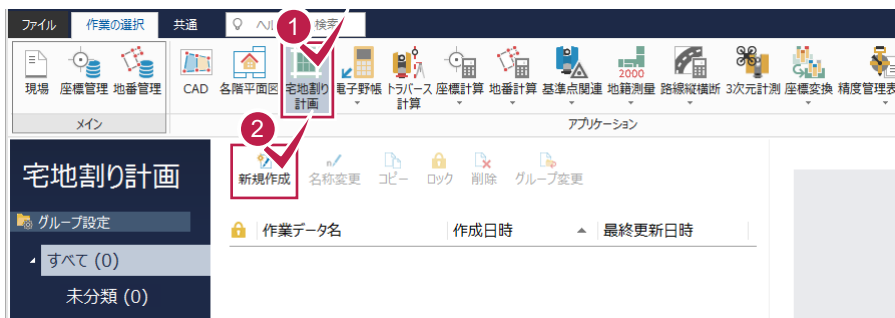 ファイル 作業の選択 共通 検索
1
現場 座標管理 地番管理 CAD 各階平面図 宅地割り計画 電子野帳 トラバース計算 座標計算 地番計算 基準点関連 地籍測量 路線縦横断 3次元計測 座標変換 精度管理表
2000
メイン アプリケーション
2
宅地割り計画
新規作成 名称変更 コピー ロック 削除 グループ変更
グループ設定
作業データ名 作成日時 最終更新日時
すべて (0)
未分類 (0)